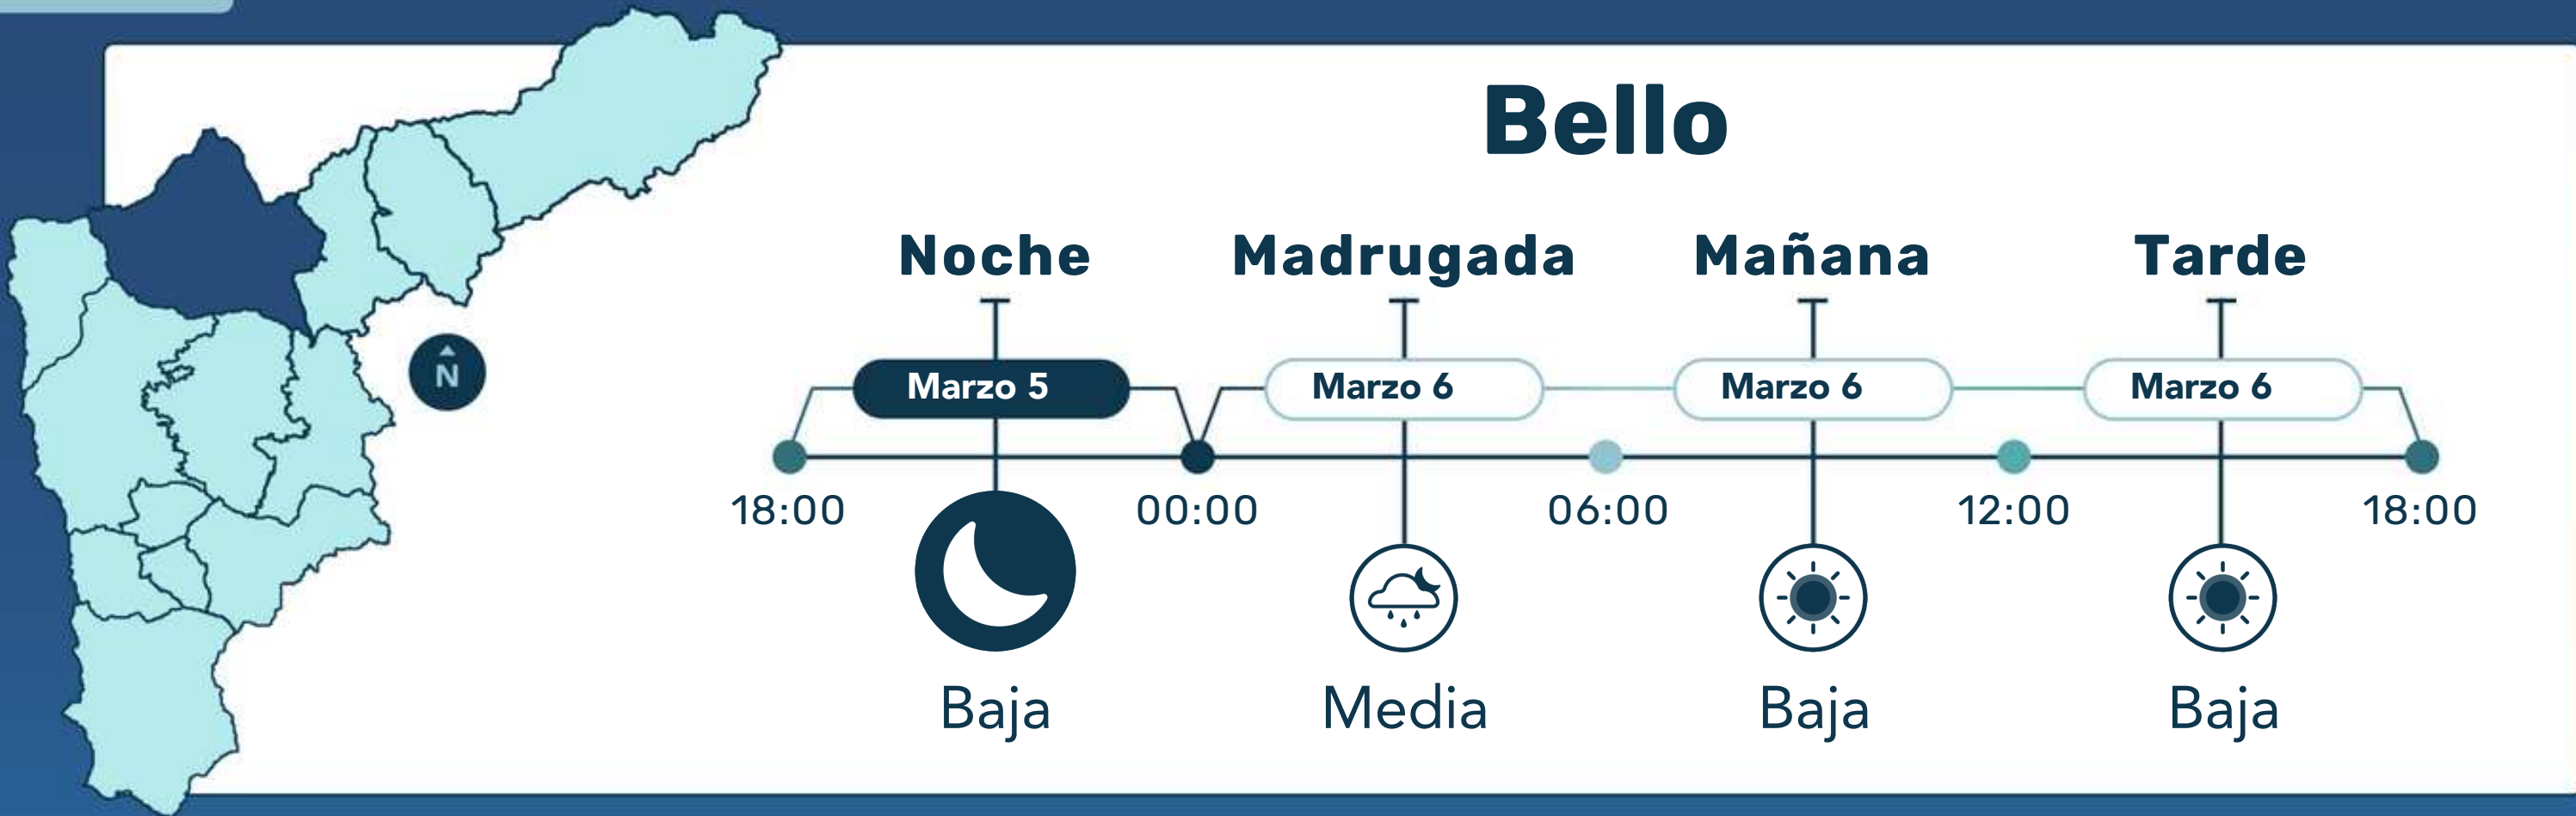 Bello
Noche Madrugada Mañana Tarde
Marzo 5 Marzo 6 Marzo 6 Marzo 6
N
18:00 00:00 06:00 12:00 18:00
Baja Media Baja Baja